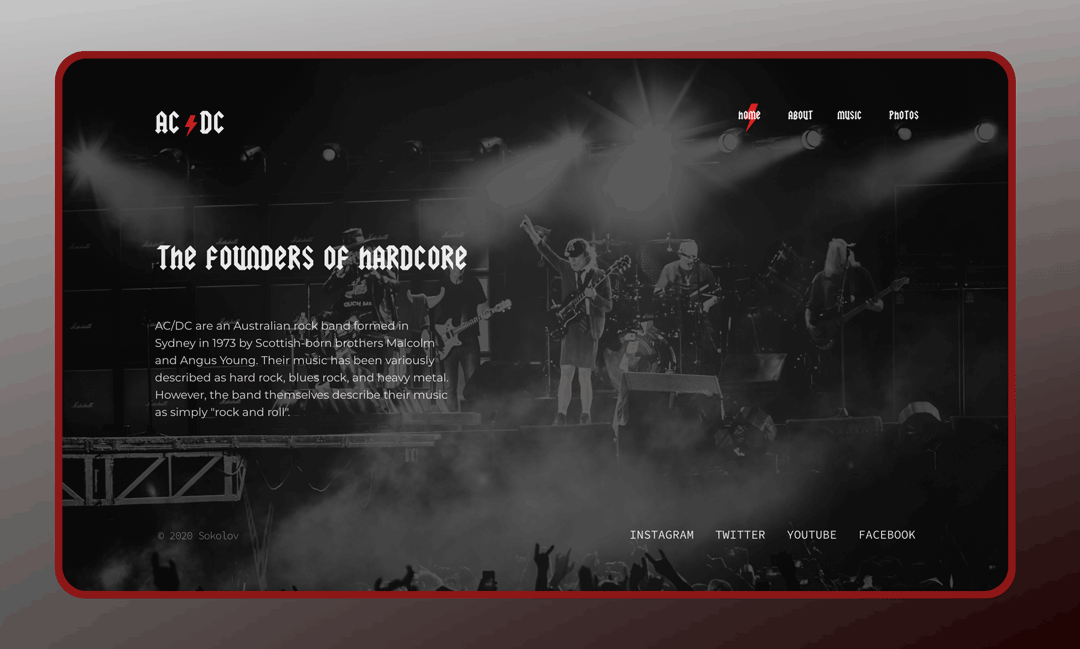 AC DC
HOME ABOUT MUSIC PHOTOS
THE FOUNDERS OF HARDCORE
AC/DC are an Australian rock band formed in
Sydney in 1973 by Scottish-born brothers Malcolm
and Angus Young. Their music has been variously
described as hard rock, blues rock, and heavy metal.
However, the band themselves describe their music
as simply "rock and roll".
© 2020 Sokolov
INSTAGRAM TWITTER YOUTUBE FACEBOOK